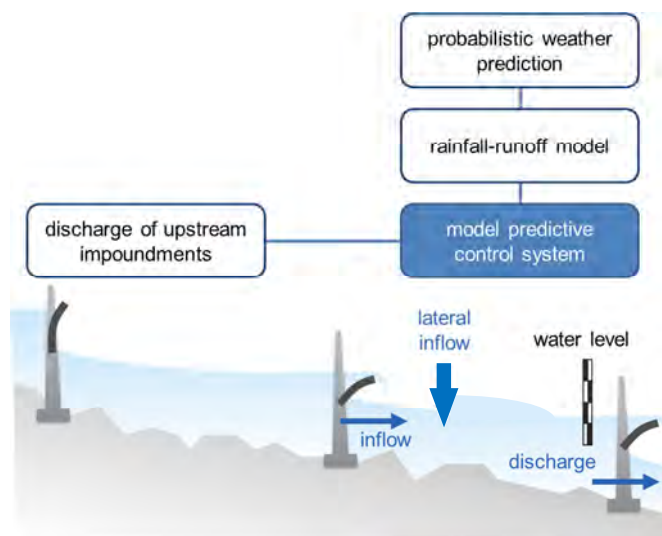 probabilistic weather
prediction
rainfall-runoff model
discharge of upstream
impoundments
model predictive
control system
lateral
inflow
water level
inflow
discharge